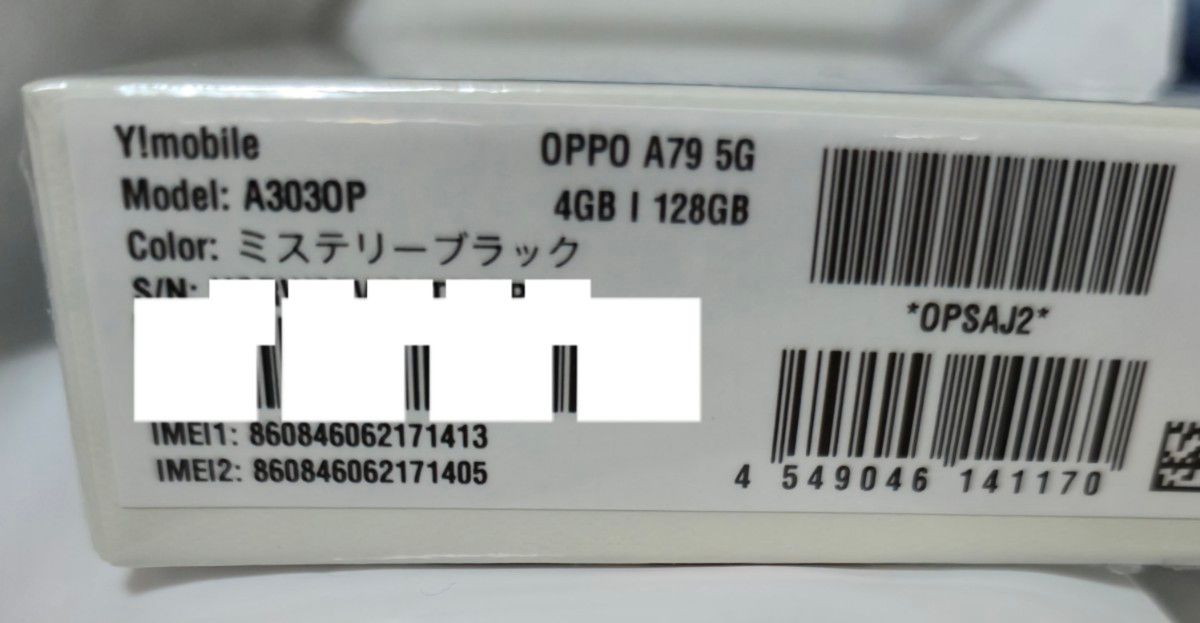 Y!mobile
OPPO A79 5G
Model: A303OP
4GB | 128GB
Color: ミステリーブラック
S/N:
*OPSAJ2*
IMEI1: 860846062171413
IMEI2: 860846062171405
4 549046 141170